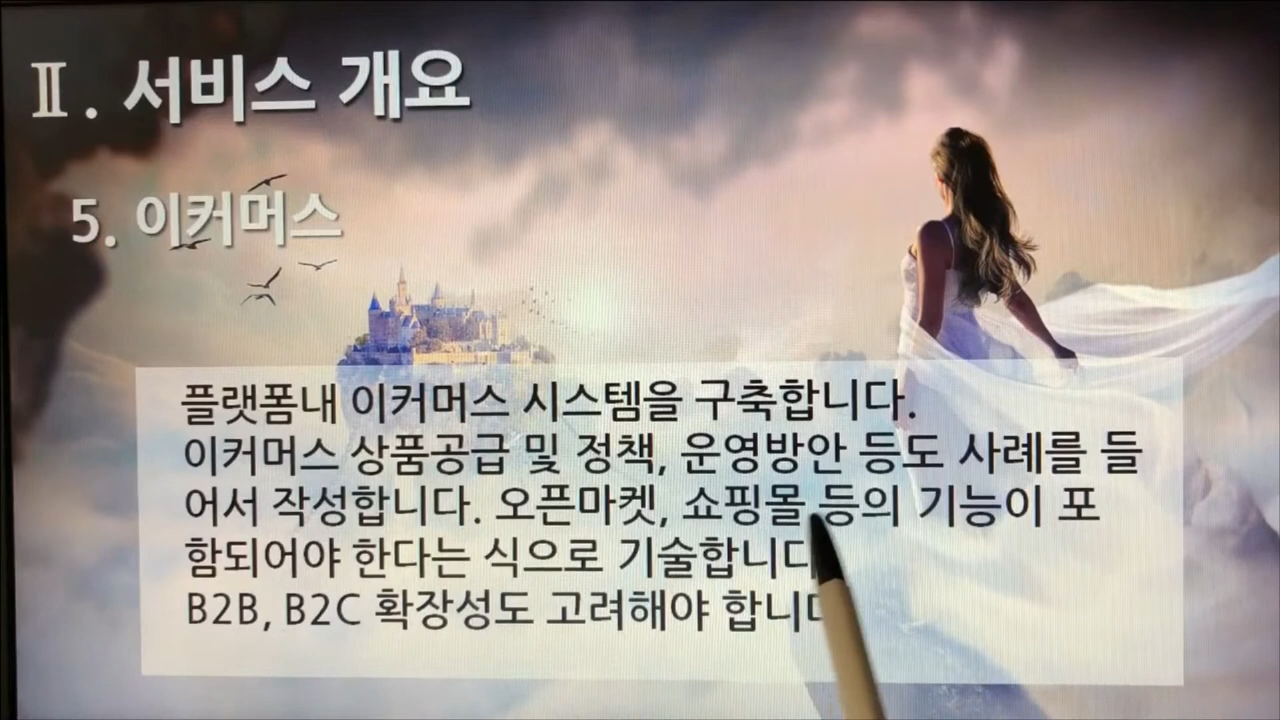 Ⅱ. 서비스 개요
5. 이커머스
플랫폼내 이커머스 시스템을 구축합니다.
이커머스 상품공급 및 정책, 운영방안 등도 사례를 들
어서 작성합니다. 오픈마켓, 쇼핑몰 등의 기능이 포
함되어야 한다는 식으로 기술합니다
B2B, B2C 확장성도 고려해야 합니다